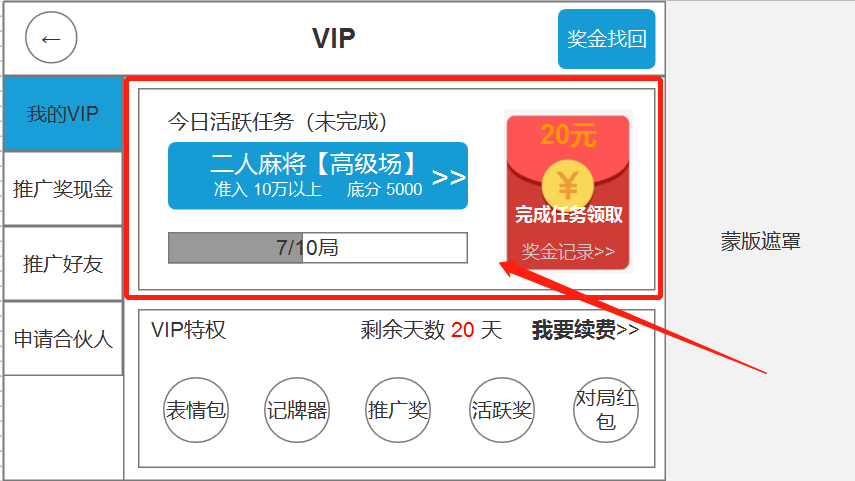 ←
VIP
奖金找回
我的VIP
推广奖现金
推广好友
申请合伙人
今日活跃任务（未完成）
二人麻将【高级场】
准入 10万以上 底分 5000
>>
7/10局
20元
¥
完成任务领取
奖金记录>>
VIP特权
剩余天数 20 天
我要续费>>
表情包
记牌器
推广奖
活跃奖
对局红
包
蒙版遮罩